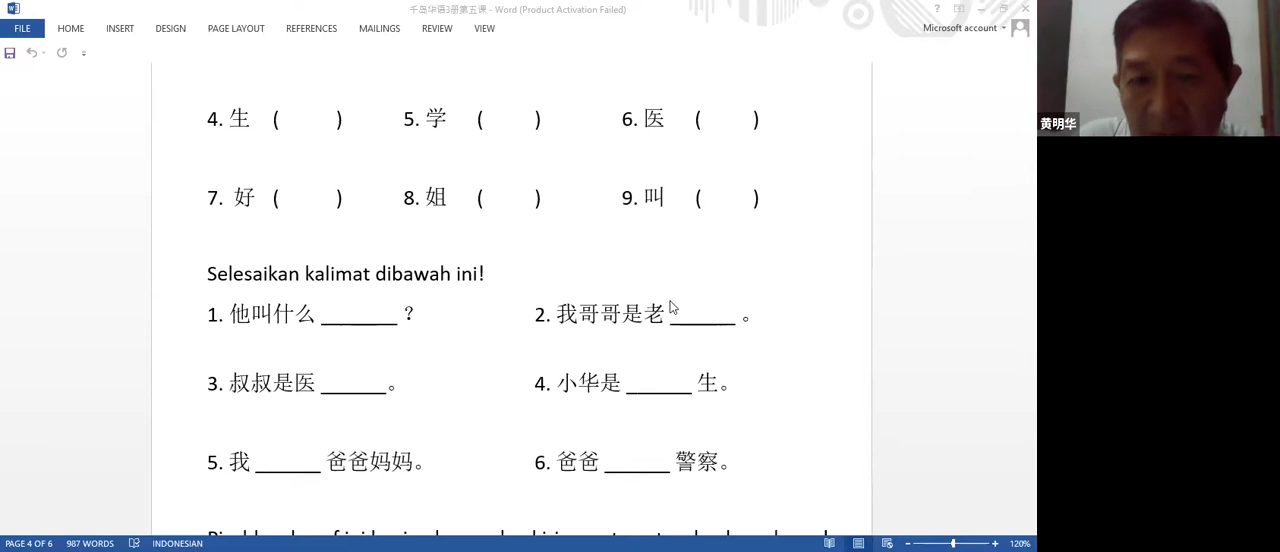 千岛华语3册第五课 - Word (Product Activation Failed)
FILE HOME INSERT DESIGN PAGE LAYOUT REFERENCES MAILINGS REVIEW VIEW Microsoft account
4. 生 ( ) 5. 学 ( ) 6. 医 ( )
7. 好 ( ) 8. 姐 ( ) 9. 叫 ( )
Selesaikan kalimat dibawah ini!
1. 他叫什么 _______ ? 2. 我哥哥是老 ______ 。
3. 叔叔是医 ______。 4. 小华是 ______ 生。
5. 我 ______ 爸爸妈妈。 6. 爸爸 ______ 警察。
PAGE 4 OF 6 987 WORDS INDONESIAN 120%
黄明华